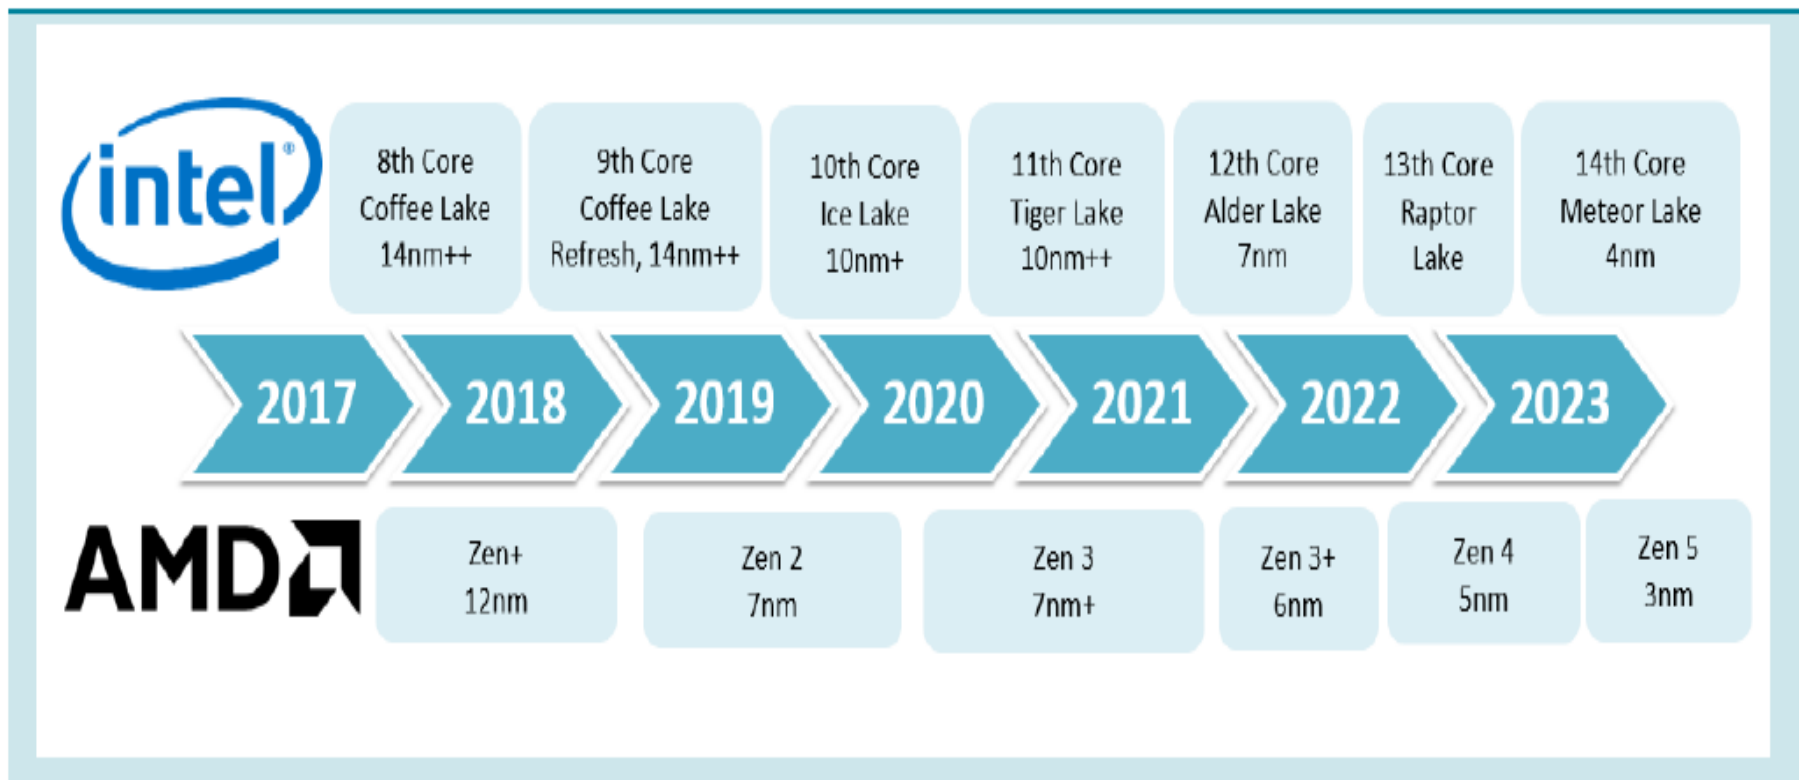 intel®
8th Core
Coffee Lake
14nm++
9th Core
Coffee Lake
Refresh, 14nm++
10th Core
Ice Lake
10nm+
11th Core
Tiger Lake
10nm++
12th Core
Alder Lake
7nm
13th Core
Raptor
Lake
14th Core
Meteor Lake
4nm
2017
2018
2019
2020
2021
2022
2023
AMD
Zen+
12nm
Zen 2
7nm
Zen 3
7nm+
Zen 3+
6nm
Zen 4
5nm
Zen 5
3nm